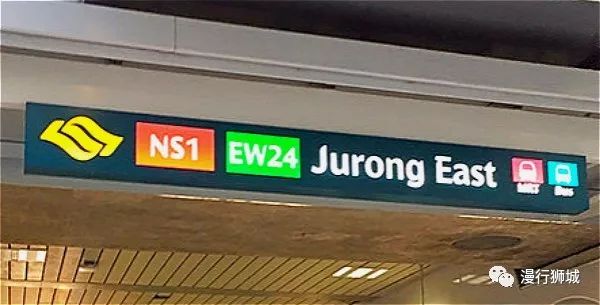 NS1 EW24 Jurong East MRT Bus
漫行狮城